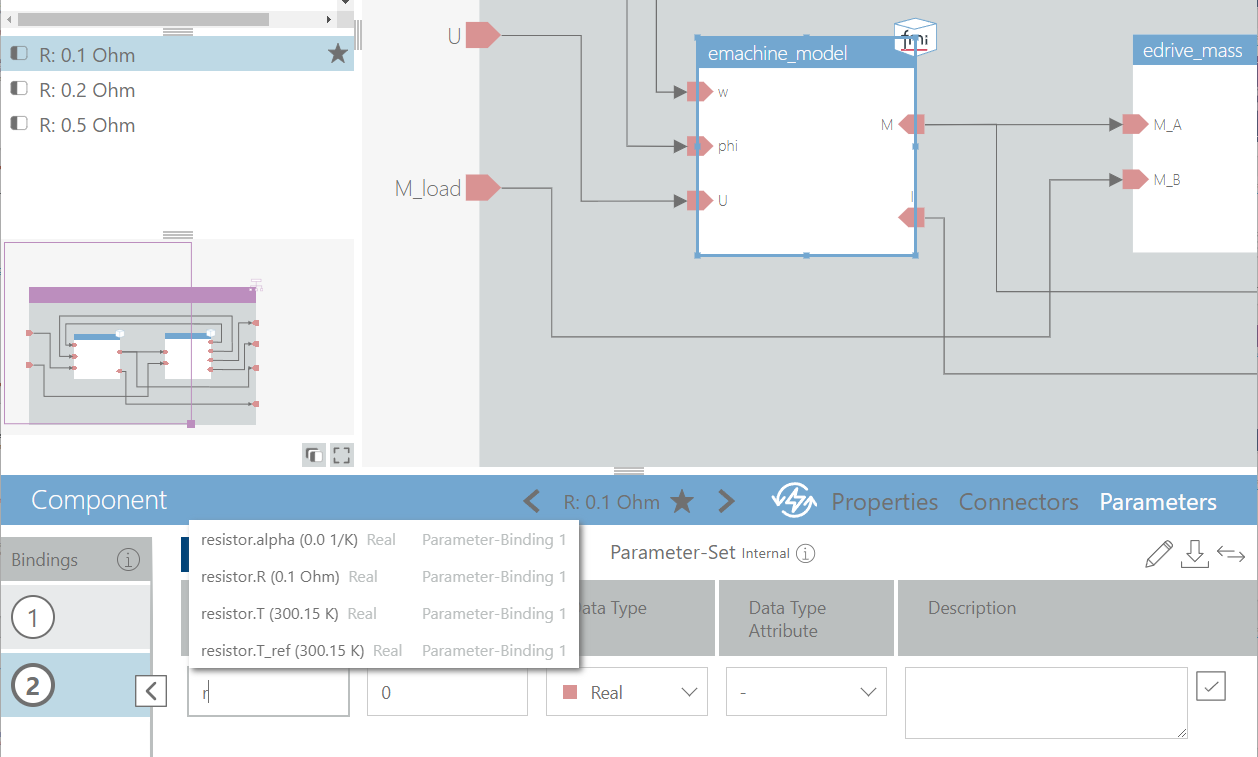 R: 0.1 Ohm
R: 0.2 Ohm
R: 0.5 Ohm
U
M_load
emachine_model
fmi
w
phi
U
M
I
edrive_mass
M_A
M_B
Component
R: 0.1 Ohm
Properties
Connectors
Parameters
Bindings
1
2
resistor.alpha (0.0 1/K) Real Parameter-Binding 1
resistor.R (0.1 Ohm) Real Parameter-Binding 1
resistor.T (300.15 K) Real Parameter-Binding 1
resistor.T_ref (300.15 K) Real Parameter-Binding 1
Parameter-Set Internal
ata Type
Data Type
Attribute
Description
r
0
Real
-